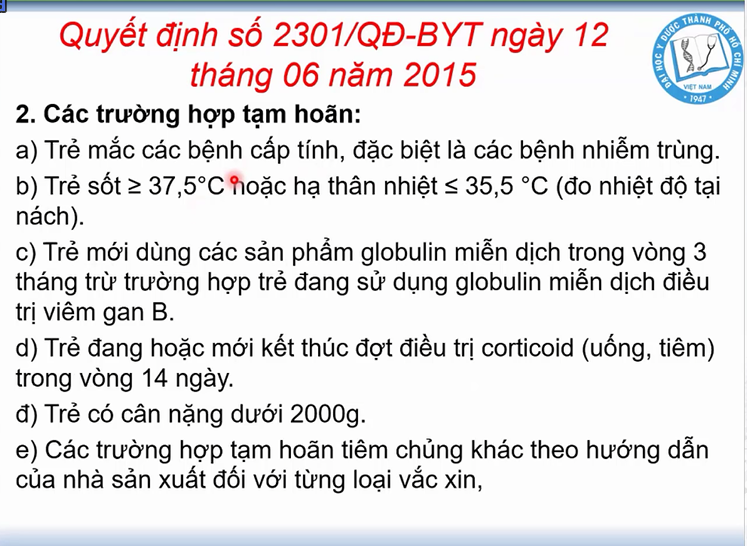 Quyết định số 2301/QĐ-BYT ngày 12
tháng 06 năm 2015
ĐẠI HỌC Y DƯỢC THÀNH PHỐ HỒ CHÍ MINH
VIỆT NAM
1947
2. Các trường hợp tạm hoãn:
a) Trẻ mắc các bệnh cấp tính, đặc biệt là các bệnh nhiễm trùng.
b) Trẻ sốt ≥ 37,5°C hoặc hạ thân nhiệt ≤ 35,5 °C (đo nhiệt độ tại
nách).
c) Trẻ mới dùng các sản phẩm globulin miễn dịch trong vòng 3
tháng trừ trường hợp trẻ đang sử dụng globulin miễn dịch điều
trị viêm gan B.
d) Trẻ đang hoặc mới kết thúc đợt điều trị corticoid (uống, tiêm)
trong vòng 14 ngày.
đ) Trẻ có cân nặng dưới 2000g.
e) Các trường hợp tạm hoãn tiêm chủng khác theo hướng dẫn
của nhà sản xuất đối với từng loại vắc xin,